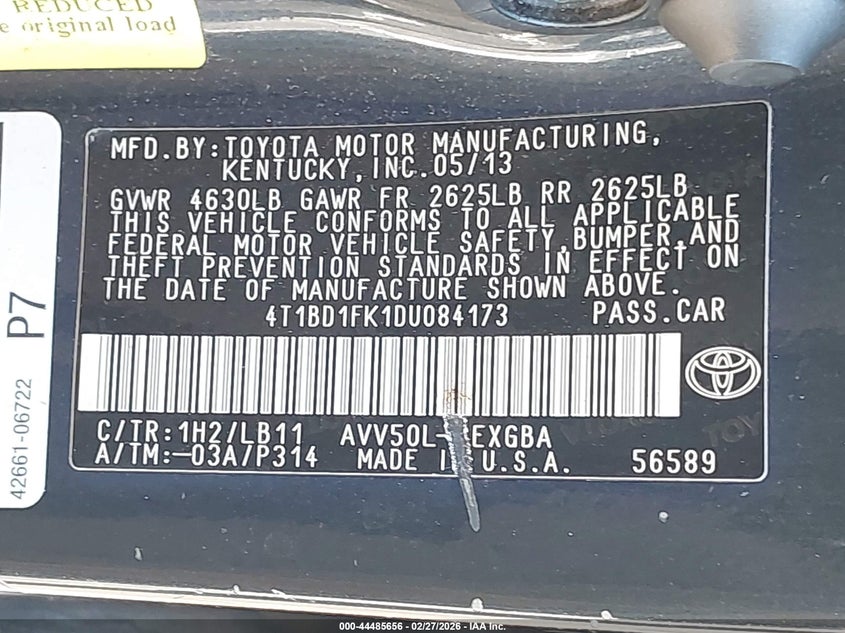 REDUCED
e original load
MFD.BY:TOYOTA MOTOR MANUFACTURING,
KENTUCKY,INC.05/13
GVWR 4630LB GAWR FR 2625LB RR 2625LB
THIS VEHICLE CONFORMS TO ALL APPLICABLE
FEDERAL MOTOR VEHICLE SAFETY,BUMPER,AND
THEFT PREVENTION STANDARDS IN EFFECT ON
THE DATE OF MANUFACTURE SHOWN ABOVE.
4T1BD1FK1DU084173 PASS.CAR
C/TR:1H2/LB11 AVV50L- EXGBA
A/TM:-03A/P314 MADE I U.S.A. 56589
P7
42661-06722
000-44485656 - 02/27/2026 - IAA Inc.